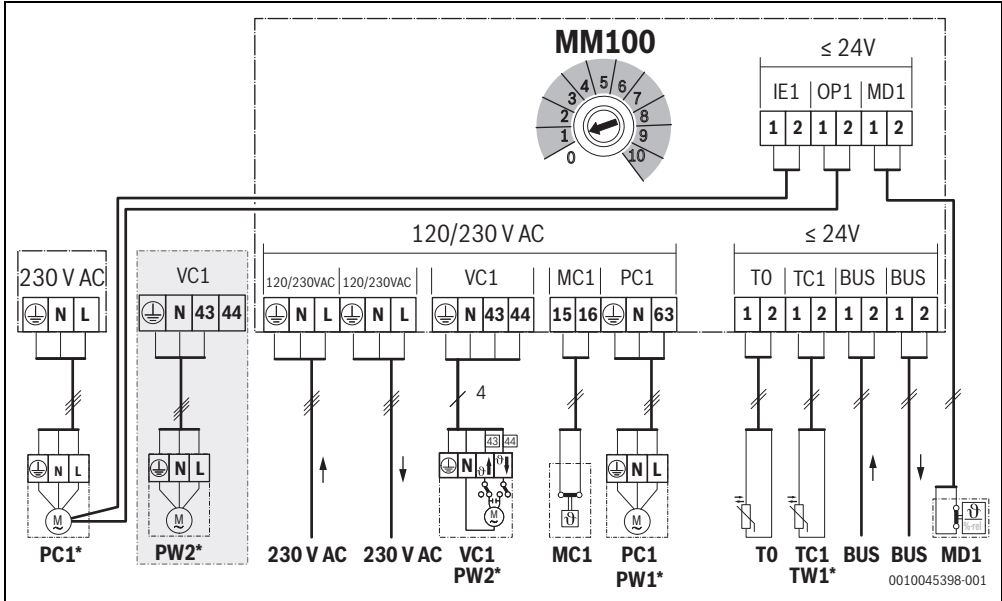 MM100
0 1 2 3 4 5 6 7 8 9 10
≤ 24V
IE1 OP1 MD1
1 2 1 2 1 2
120/230 V AC
≤ 24V
230 V AC
VC1
120/230VAC 120/230VAC VC1 MC1 PC1
T0 TC1 BUS BUS
N L
N 43 44
N L N L N 43 44 15 16 N 63
1 2 1 2 1 2 1 2
4
43 44
N L
N L
N ϑ ϑ
N L
M
~
M
~
M
~
ϑ
M
~
ϑ
%-rel
PC1*
PW2*
230 V AC 230 V AC VC1 MC1 PC1 T0 TC1 BUS BUS MD1
PW2* PW1* TW1*
0010045398-001